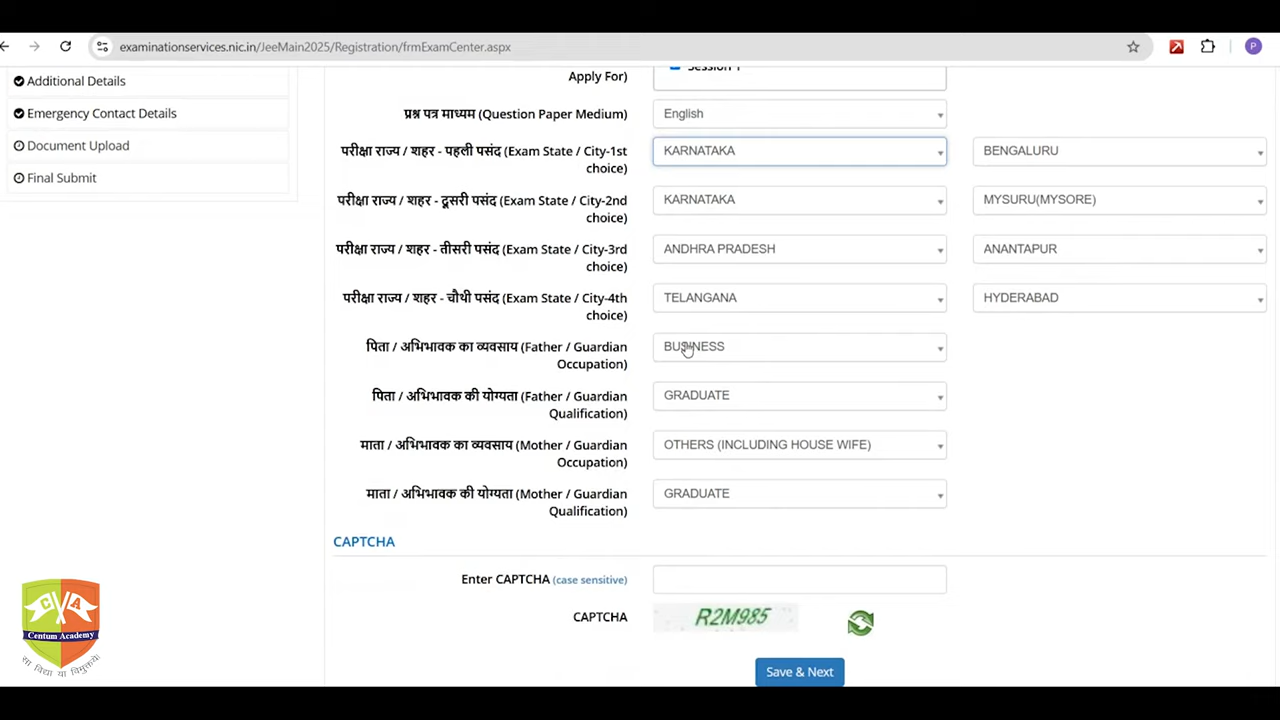 examinationservices.nic.in/JeeMain2025/Registration/frmExamCenter.aspx
P
Additional Details
Emergency Contact Details
Document Upload
Final Submit
Apply For)
Session 1
प्रश्न पत्र माध्यम (Question Paper Medium)
English
परीक्षा राज्य / शहर - पहली पसंद (Exam State / City-1st
choice)
KARNATAKA
BENGALURU
परीक्षा राज्य / शहर - दूसरी पसंद (Exam State / City-2nd
choice)
KARNATAKA
MYSURU(MYSORE)
परीक्षा राज्य / शहर - तीसरी पसंद (Exam State / City-3rd
choice)
ANDHRA PRADESH
ANANTAPUR
परीक्षा राज्य / शहर - चौथी पसंद (Exam State / City-4th
choice)
TELANGANA
HYDERABAD
पिता / अभिभावक का व्यवसाय (Father / Guardian
Occupation)
BUSINESS
पिता / अभिभावक की योग्यता (Father / Guardian
Qualification)
GRADUATE
माता / अभिभावक का व्यवसाय (Mother / Guardian
Occupation)
OTHERS (INCLUDING HOUSE WIFE)
माता / अभिभावक की योग्यता (Mother / Guardian
Qualification)
GRADUATE
CAPTCHA
Enter CAPTCHA (case sensitive)
CAPTCHA
R2M985
Save & Next
C A
Centum Academy
सा विद्या या विमुक्तये